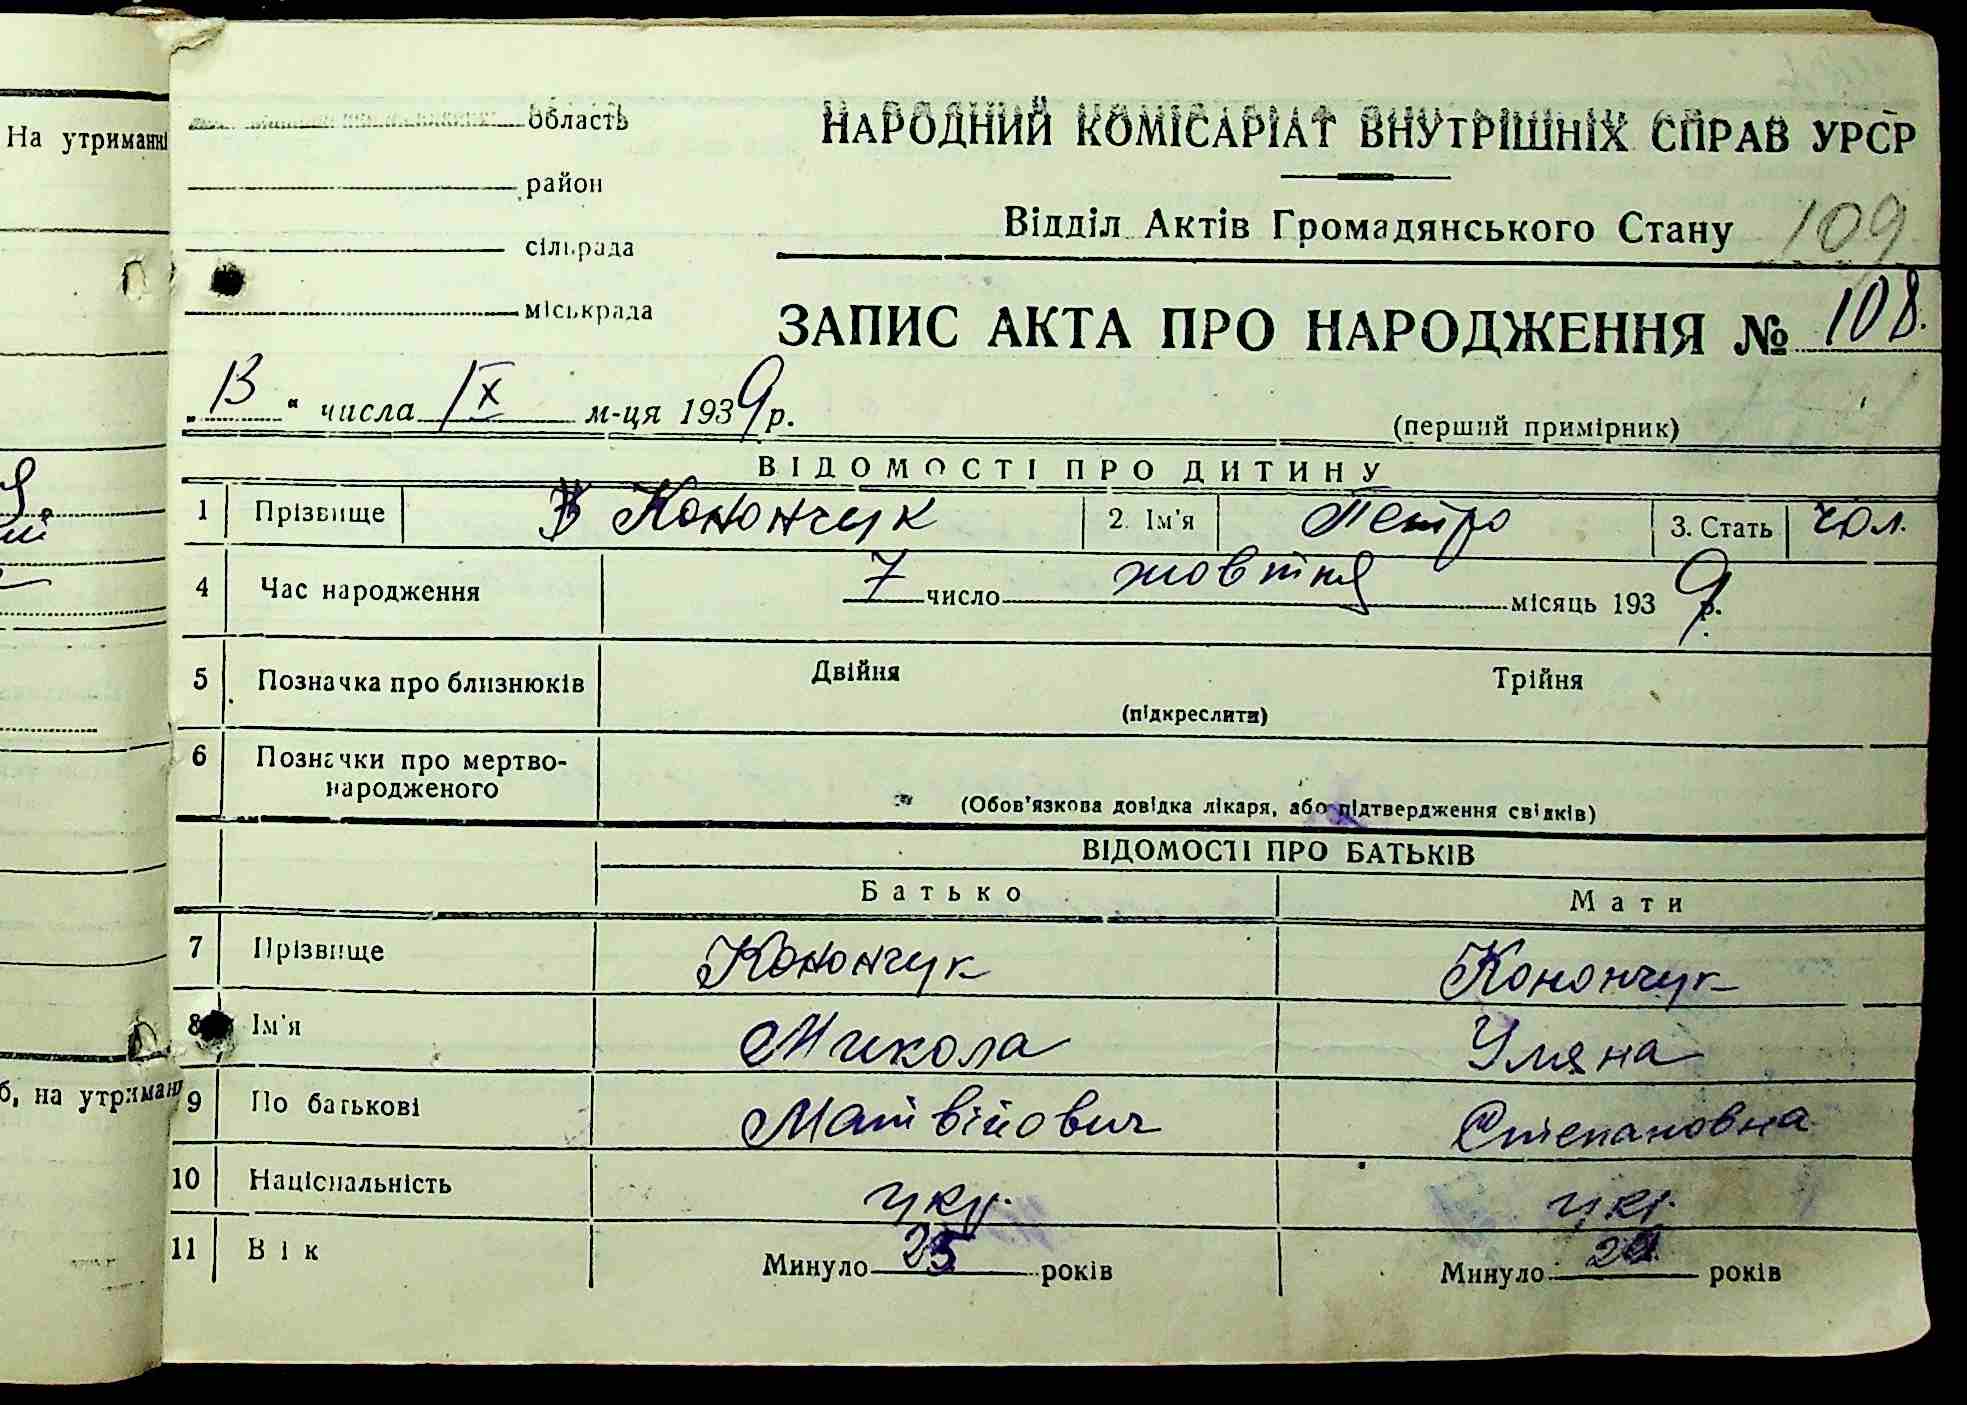 На утриманні
область
район
сільрада
міськрада
НАРОДНИЙ КОМІСАРІАТ ВНУТРІШНІХ СПРАВ УРСР
Відділ Актів Громадянського Стану 109
ЗАПИС АКТА ПРО НАРОДЖЕННЯ № 108.
„13“ числа IX м-ця 1939 р.
(перший примірник)
ВІДОМОСТІ ПРО ДИТИНУ
1 Прізвище Конончук 2. Ім'я Петро 3. Стать чол.
4 Час народження 7 число жовтня місяць 1939 р.
5 Позначка про близнюків Двійня Трійня
(підкреслити)
6 Позначки про мертво-
народженого
(Обов'язкова довідка лікаря, або підтвердження свідків)
ВІДОМОСТІ ПРО БАТЬКІВ
Батько Мати
7 Прізвище Конончук Конончук
8 Ім'я Микола Уляна
б, на утриманн
9 По батькові Матвійович Степановна
10 Національність укр. укр.
11 Вік Минуло 25 років Минуло років